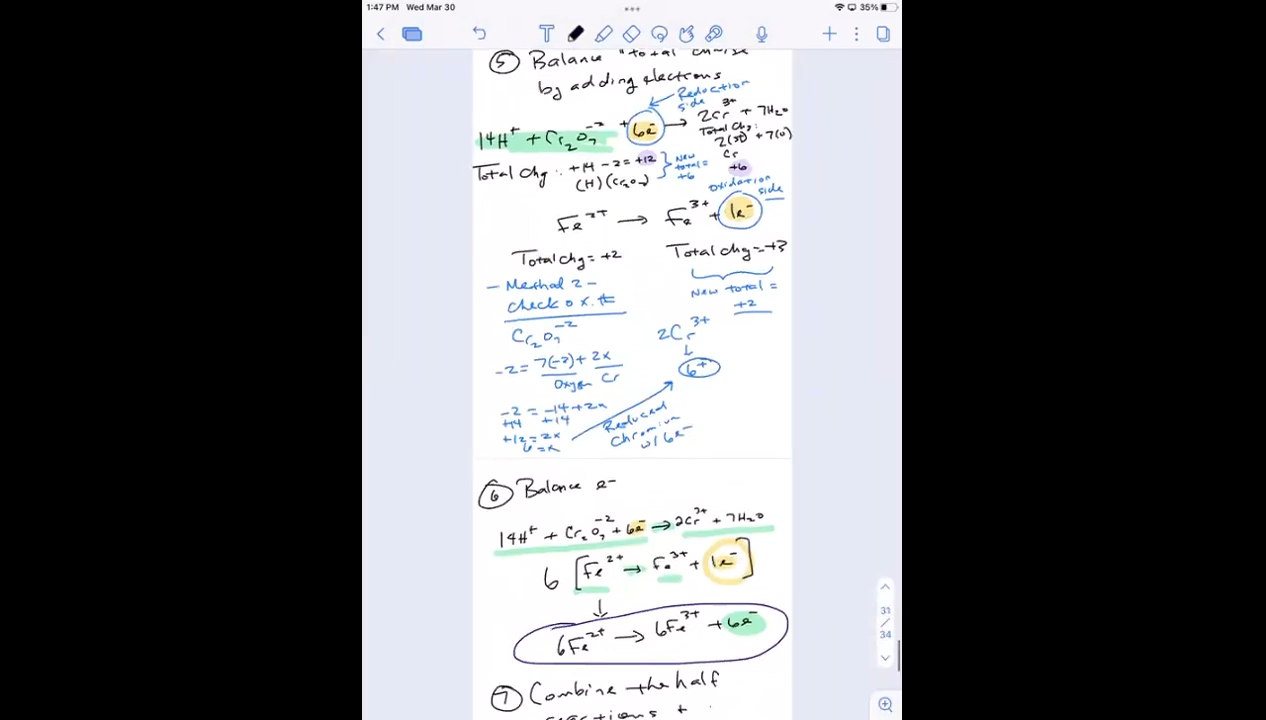 1:47 PM Wed Mar 30
35%
5 Balance "total charge
by adding electrons
Reduction
side
14H⁺ + Cr₂O₇⁻² + 6e⁻ → 2Cr³⁺ + 7H₂O
Total Chg: +14 - 2 = +12
(H) (Cr₂O₇)
New
total =
+6
Total Chg:
2(3+) + 7(0)
Cr
+6
oxidation
side
Fe²⁺ → Fe³⁺ + 1e⁻
Total chg = +2
Total chg = +3
New total =
+2
- Method 2 -
check ox. #
Cr₂O₇⁻²
-2 = 7(-2) + 2x
Oxygen Cr
-2 = -14 + 2x
+14 +14
+12 = 2x
6 = x
2Cr³⁺
↓
6⁺
Reduced
Chromium
w/ 6e⁻
6 Balance e⁻
14H⁺ + Cr₂O₇⁻² + 6e⁻ → 2Cr³⁺ + 7H₂O
6 [Fe²⁺ → Fe³⁺ + 1e⁻]
↓
6Fe²⁺ → 6Fe³⁺ + 6e⁻
7 Combine the half
reactions +
31
/
34